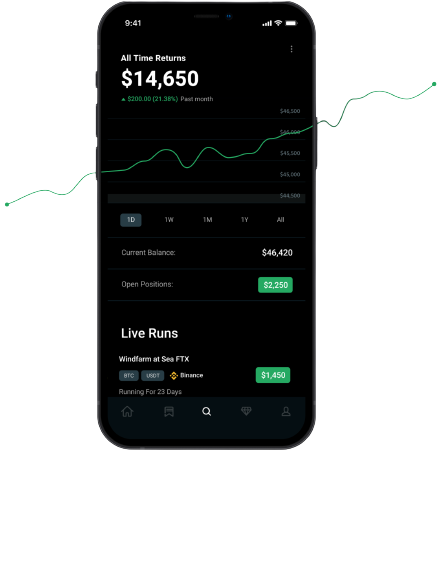 9:41
All Time Returns
$14,650
▲ $200.00 (21.38%) Past month
$46,500
$46,000
$45,500
$45,000
$44,500
1D 1W 1M 1Y All
Current Balance: $46,420
Open Positions: $2,250
Live Runs
Windfarm at Sea FTX
BTC USDT Binance $1,450
Running For 23 Days